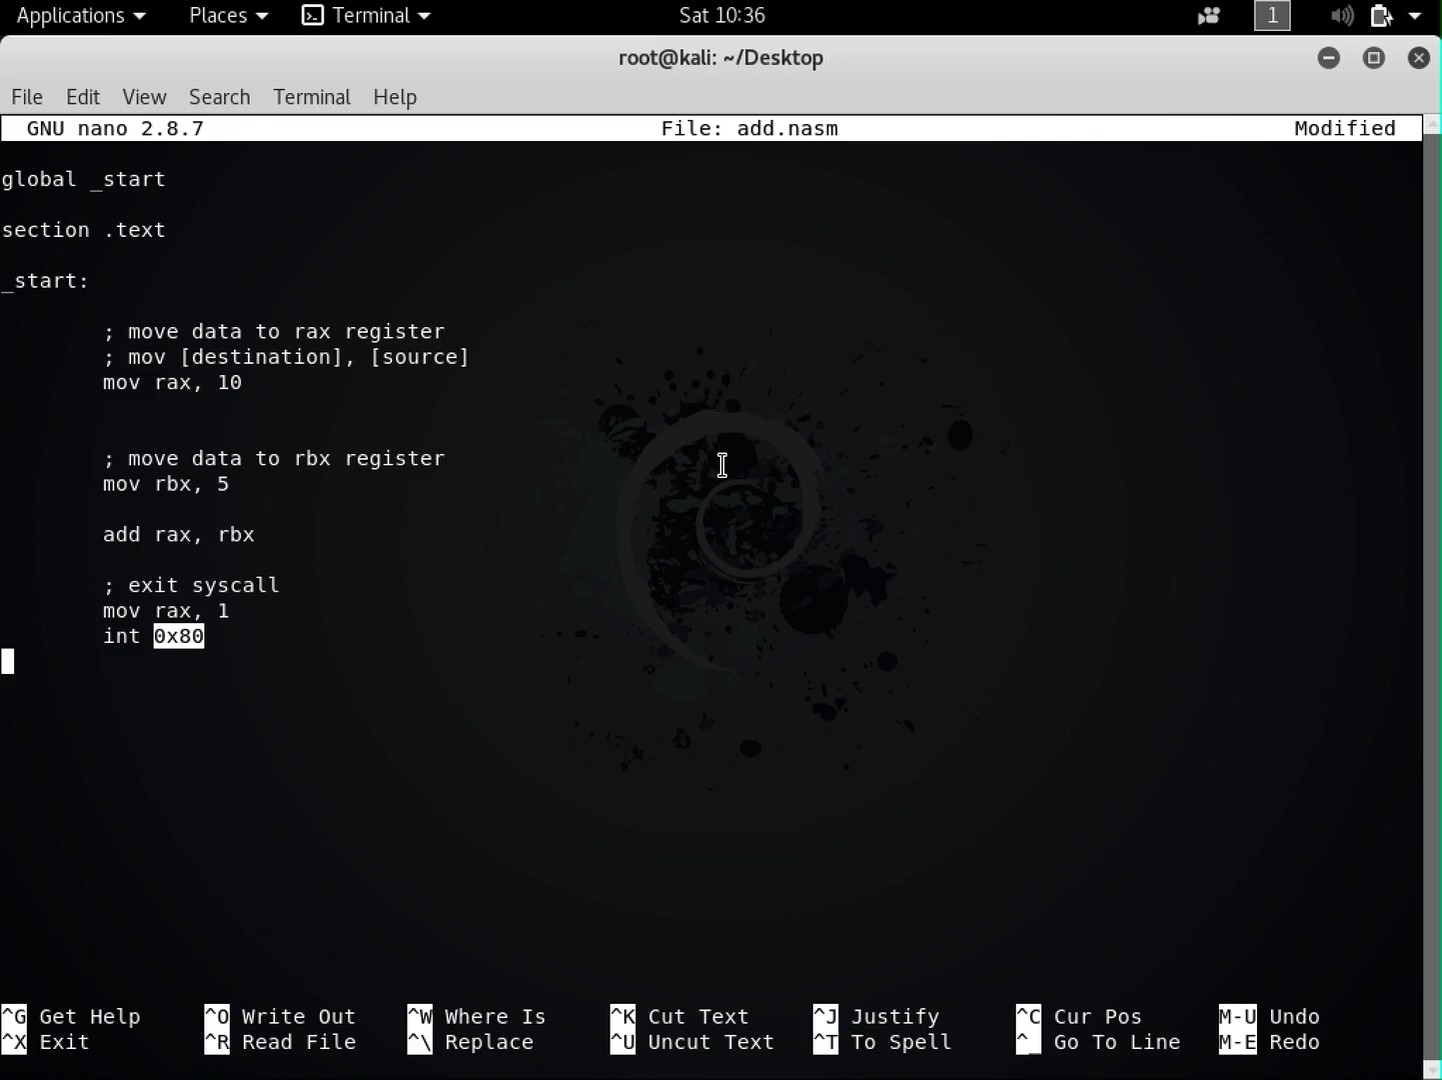 Applications Places Terminal Sat 10:36 1
root@kali: ~/Desktop
File Edit View Search Terminal Help
GNU nano 2.8.7 File: add.nasm Modified
global _start
section .text
_start:
; move data to rax register
; mov [destination], [source]
mov rax, 10
; move data to rbx register
mov rbx, 5
add rax, rbx
; exit syscall
mov rax, 1
int 0x80
^G Get Help ^O Write Out ^W Where Is ^K Cut Text ^J Justify ^C Cur Pos M-U Undo
^X Exit ^R Read File ^\ Replace ^U Uncut Text ^T To Spell ^_ Go To Line M-E Redo